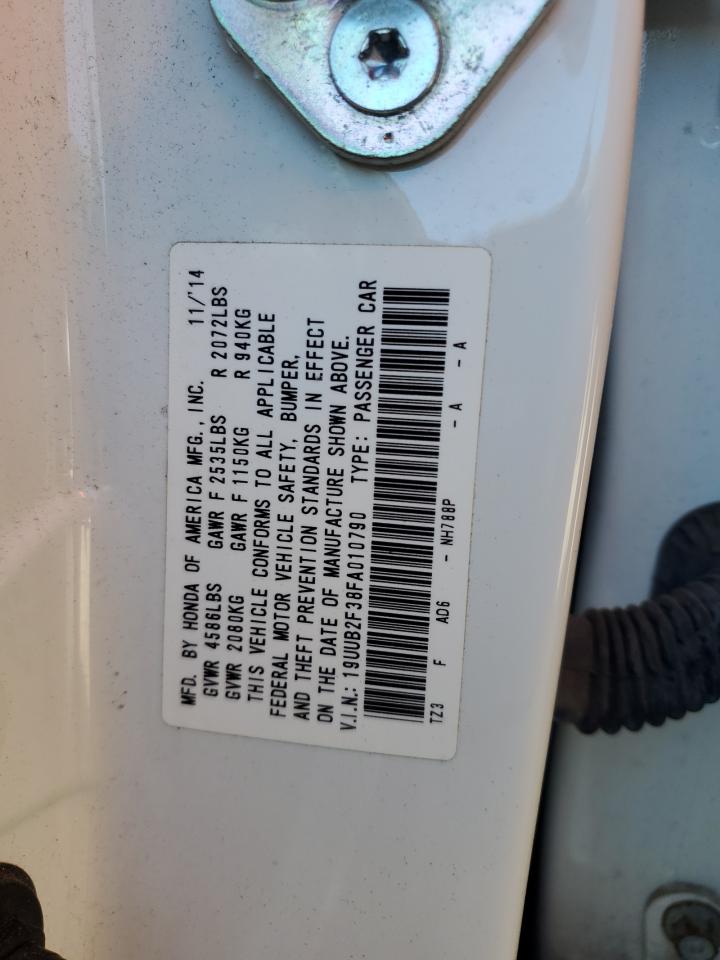 MFD. BY HONDA OF AMERICA MFG., INC. 11/'14
GVWR 4586LBS GAWR F 2535LBS R 2072LBS
GVWR 2080KG GAWR F 1150KG R 940KG
THIS VEHICLE CONFORMS TO ALL APPLICABLE
FEDERAL MOTOR VEHICLE SAFETY, BUMPER,
AND THEFT PREVENTION STANDARDS IN EFFECT
ON THE DATE OF MANUFACTURE SHOWN ABOVE.
V.I.N.: 19UUB2F38FA010790 TYPE: PASSENGER CAR
TZ3 F AD6 - NH788P - A - A